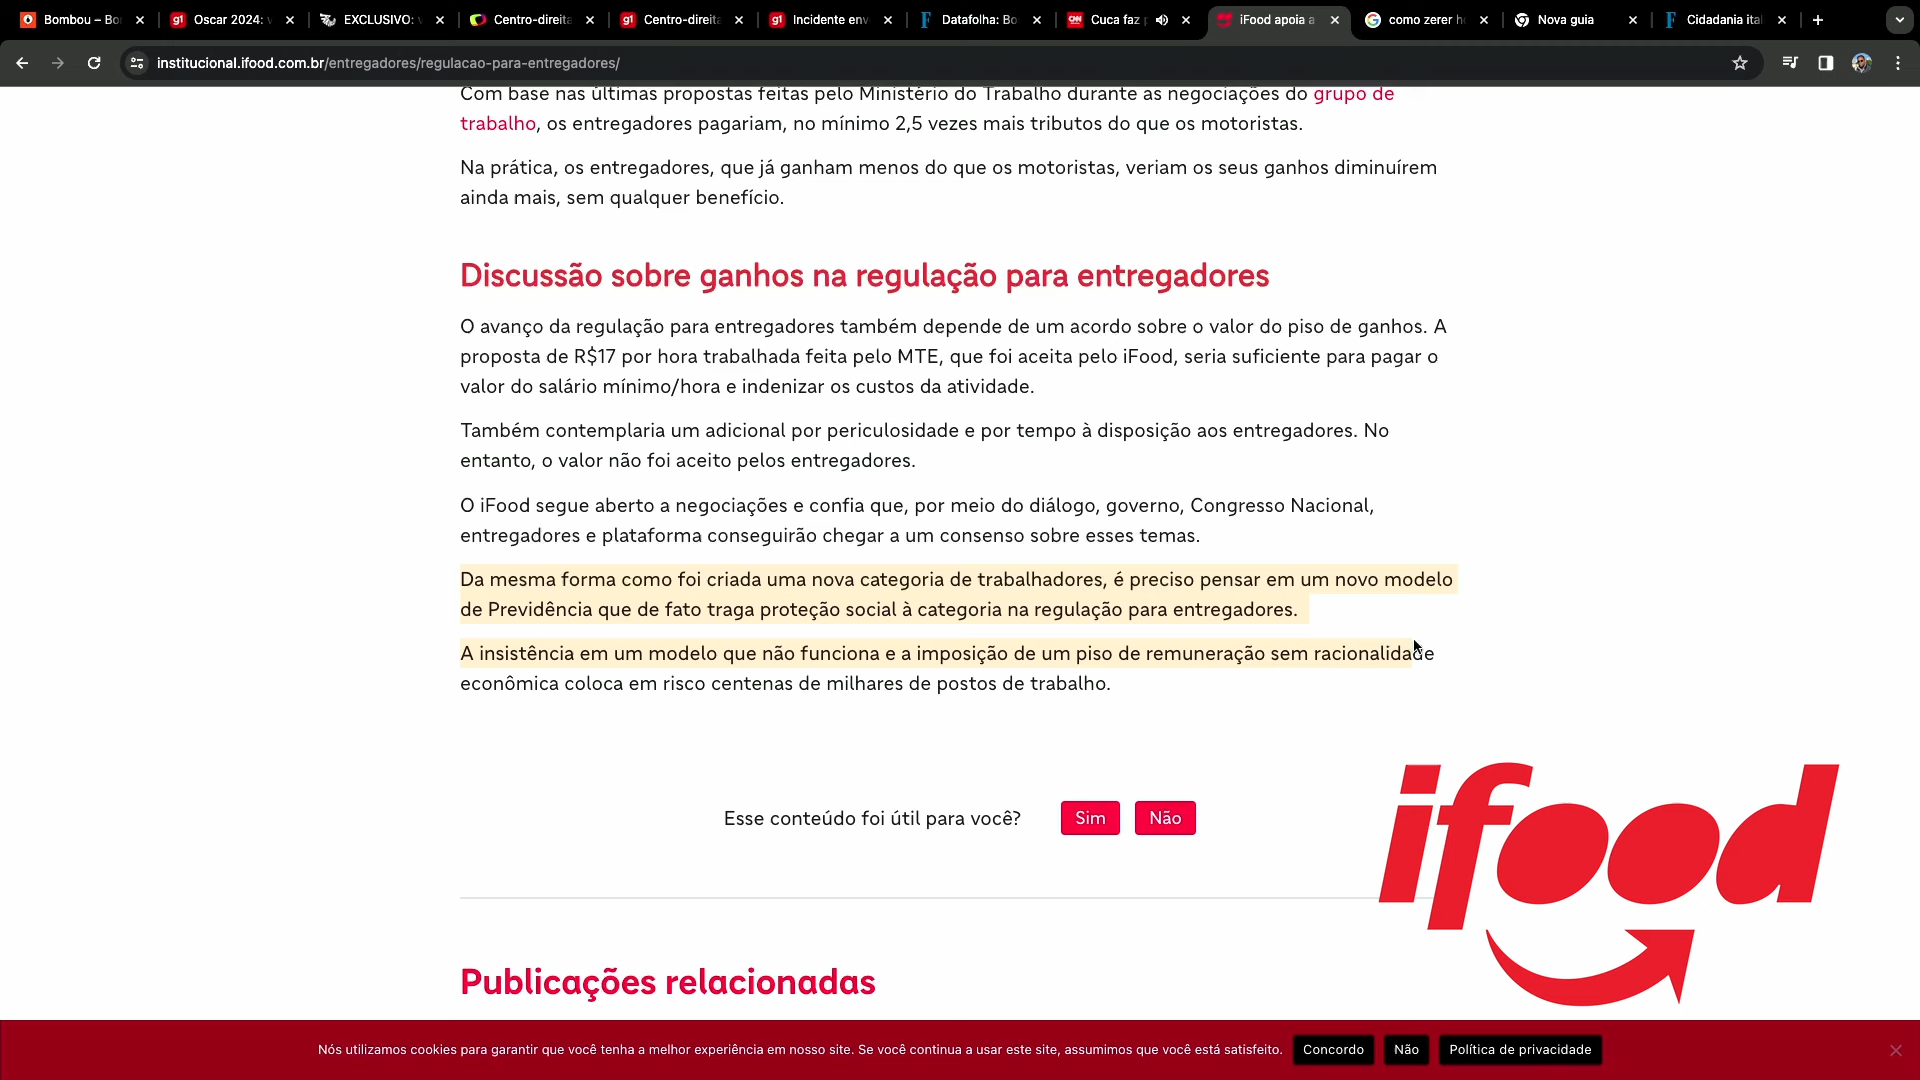 Bombou – Bo
Oscar 2024: v
EXCLUSIVO: v
Centro-direita
Centro-direita
Incidente env
Datafolha: Bo
Cuca faz p
iFood apoia a
como zerer h
Nova guia
Cidadania ital
institucional.ifood.com.br/entregadores/regulacao-para-entregadores/
Com base nas últimas propostas feitas pelo Ministério do Trabalho durante as negociações do grupo de
trabalho, os entregadores pagariam, no mínimo 2,5 vezes mais tributos do que os motoristas.
Na prática, os entregadores, que já ganham menos do que os motoristas, veriam os seus ganhos diminuírem
ainda mais, sem qualquer benefício.
Discussão sobre ganhos na regulação para entregadores
O avanço da regulação para entregadores também depende de um acordo sobre o valor do piso de ganhos. A
proposta de R$17 por hora trabalhada feita pelo MTE, que foi aceita pelo iFood, seria suficiente para pagar o
valor do salário mínimo/hora e indenizar os custos da atividade.
Também contemplaria um adicional por periculosidade e por tempo à disposição aos entregadores. No
entanto, o valor não foi aceito pelos entregadores.
O iFood segue aberto a negociações e confia que, por meio do diálogo, governo, Congresso Nacional,
entregadores e plataforma conseguirão chegar a um consenso sobre esses temas.
Da mesma forma como foi criada uma nova categoria de trabalhadores, é preciso pensar em um novo modelo
de Previdência que de fato traga proteção social à categoria na regulação para entregadores.
A insistência em um modelo que não funciona e a imposição de um piso de remuneração sem racionalidade
econômica coloca em risco centenas de milhares de postos de trabalho.
Esse conteúdo foi útil para você?
Sim
Não
ifood
Publicações relacionadas
Nós utilizamos cookies para garantir que você tenha a melhor experiência em nosso site. Se você continua a usar este site, assumimos que você está satisfeito.
Concordo
Não
Política de privacidade